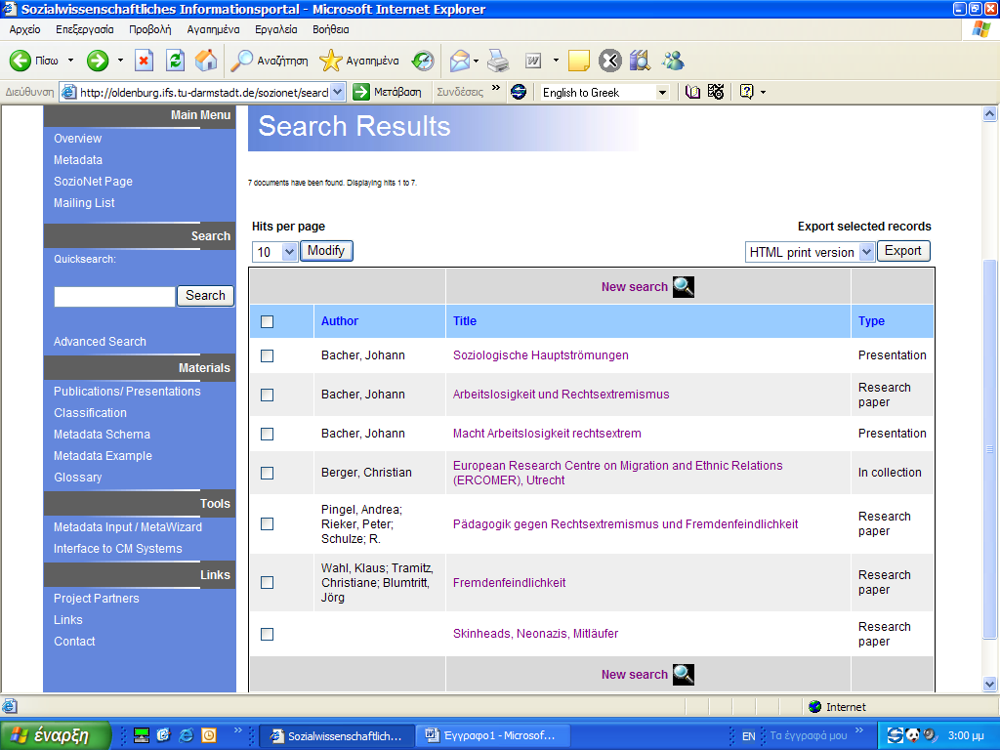 Sozialwissenschaftliches Informationsportal - Microsoft Internet Explorer
Αρχείο Επεξεργασία Προβολή Αγαπημένα Εργαλεία Βοήθεια
Πίσω Αναζήτηση Αγαπημένα
Διεύθυνση http://oldenburg.ifs.tu-darmstadt.de/sozionet/searcl Μετάβαση Συνδέσεις » English to Greek
Main Menu
Overview
Metadata
SozioNet Page
Mailing List
Search
Quicksearch:
Search
Advanced Search
Materials
Publications/ Presentations
Classification
Metadata Schema
Metadata Example
Glossary
Tools
Metadata Input / MetaWizard
Interface to CM Systems
Links
Project Partners
Links
Contact
Search Results
7 documents have been found. Displaying hits 1 to 7.
Hits per page Export selected records
10 Modify HTML print version Export
New search
Author Title Type
Bacher, Johann Soziologische Hauptströmungen Presentation
Bacher, Johann Arbeitslosigkeit und Rechtsextremismus Research
paper
Bacher, Johann Macht Arbeitslosigkeit rechtsextrem Presentation
Berger, Christian European Research Centre on Migration and Ethnic Relations
(ERCOMER), Utrecht In collection
Pingel, Andrea;
Rieker, Peter;
Schulze; R. Pädagogik gegen Rechtsextremismus und Fremdenfeindlichkeit Research
paper
Wahl, Klaus; Tramitz,
Christiane; Blumtritt,
Jörg Fremdenfeindlichkeit Research
paper
Skinheads, Neonazis, Mitläufer Research
paper
New search
Internet
έναρξη » Sozialwissenschaftlich... Έγγραφο1 - Microsof... EN Τα έγγραφά μου » 3:00 μμ